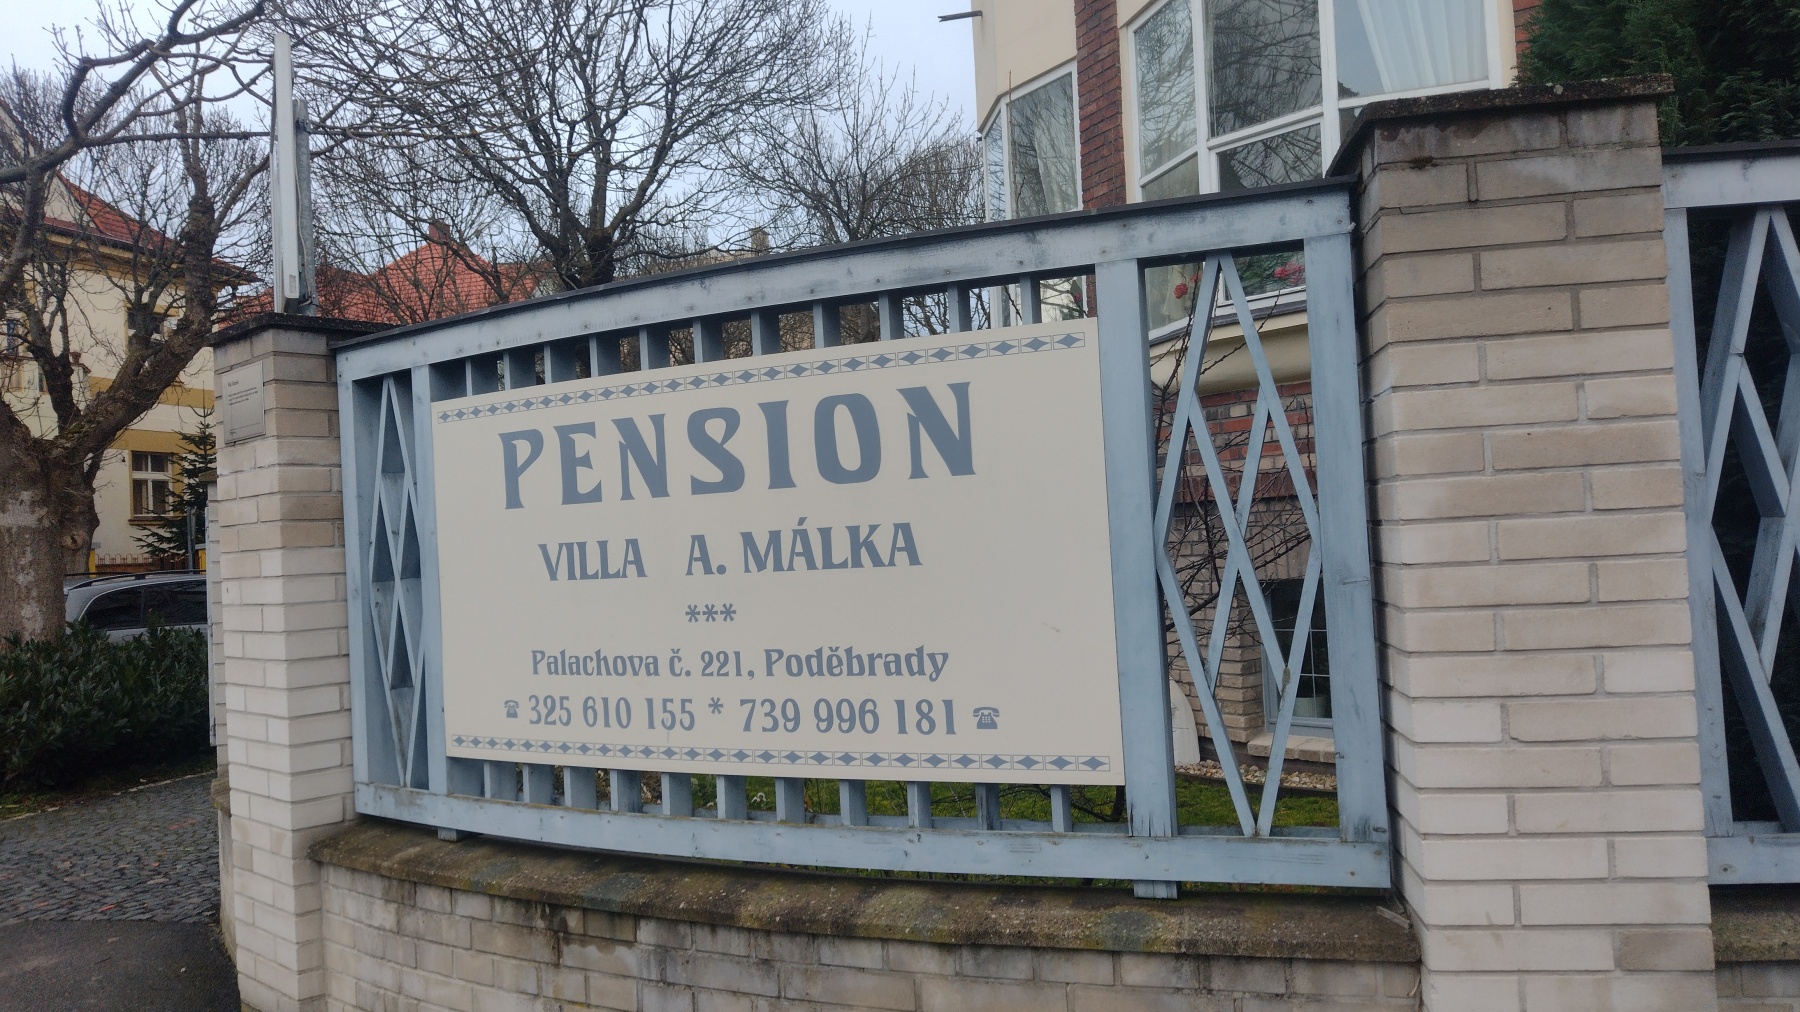 PENSION
VILLA A. MÁLKA
***
Palachova č. 221, Poděbrady
☎ 325 610 155 * 739 996 181 ☎